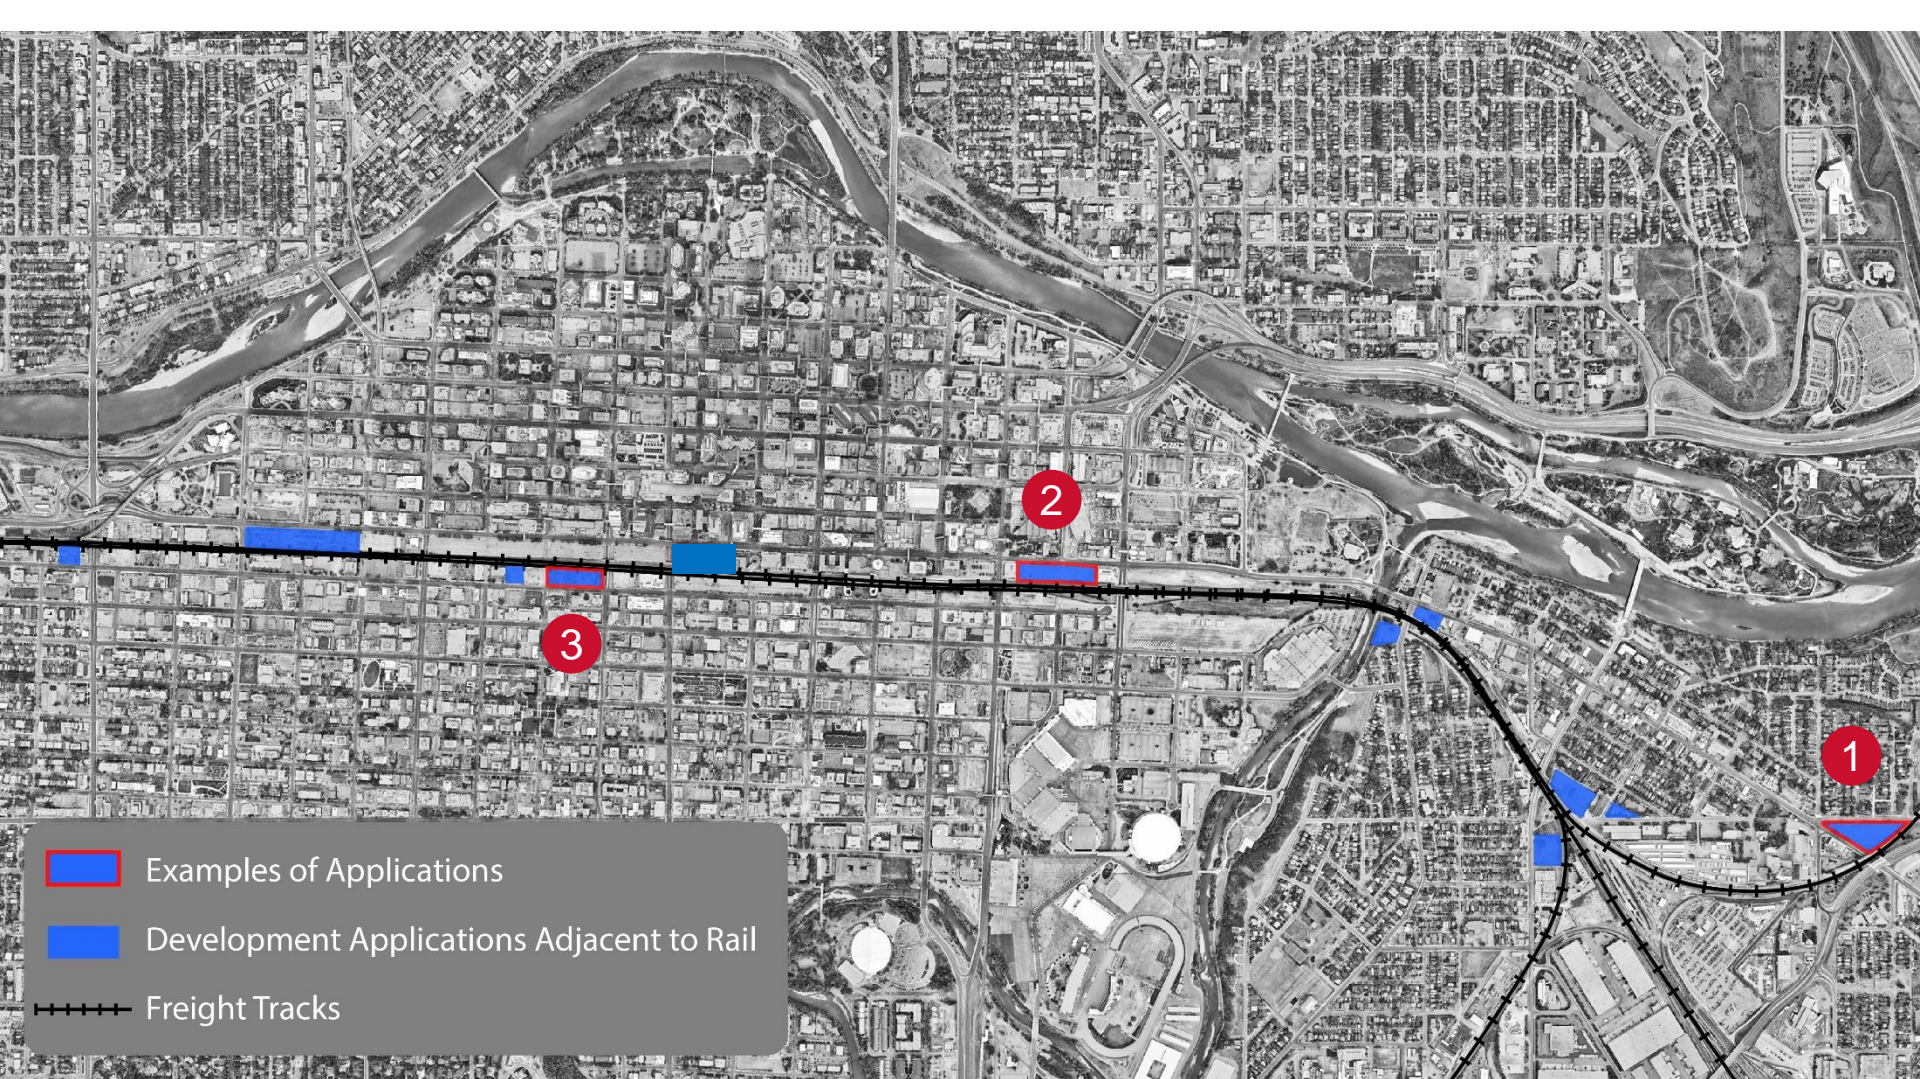 2
3
1
Examples of Applications
Development Applications Adjacent to Rail
Freight Tracks